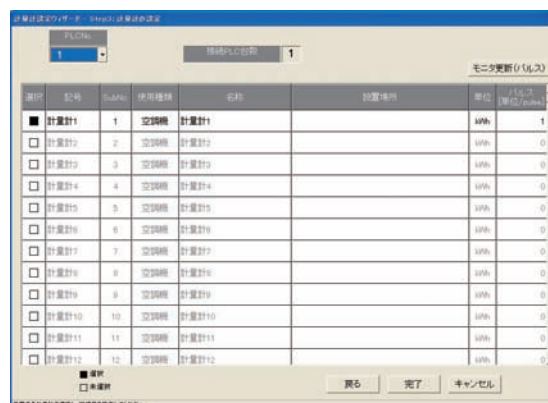 計量計設定ウィザード - Step3: 計量計の設定
PLCNo.
1
接続PLC台数 1
モニタ更新(パルス)
選択 記号 SubNo. 使用種類 名称 設置場所 単位 パルス [単位/pulse]
■ 計量計1 1 空調機 計量計1 kWh 1
□ 計量計2 2 空調機 計量計2 kWh 0
□ 計量計3 3 空調機 計量計3 kWh 0
□ 計量計4 4 空調機 計量計4 kWh 0
□ 計量計5 5 空調機 計量計5 kWh 0
□ 計量計6 6 空調機 計量計6 kWh 0
□ 計量計7 7 空調機 計量計7 kWh 0
□ 計量計8 8 空調機 計量計8 kWh 0
□ 計量計9 9 空調機 計量計9 kWh 0
□ 計量計10 10 空調機 計量計10 kWh 0
□ 計量計11 11 空調機 計量計11 kWh 0
□ 計量計12 12 空調機 計量計12 kWh 0
■ 選択
□ 未選択
戻る 完了 キャンセル